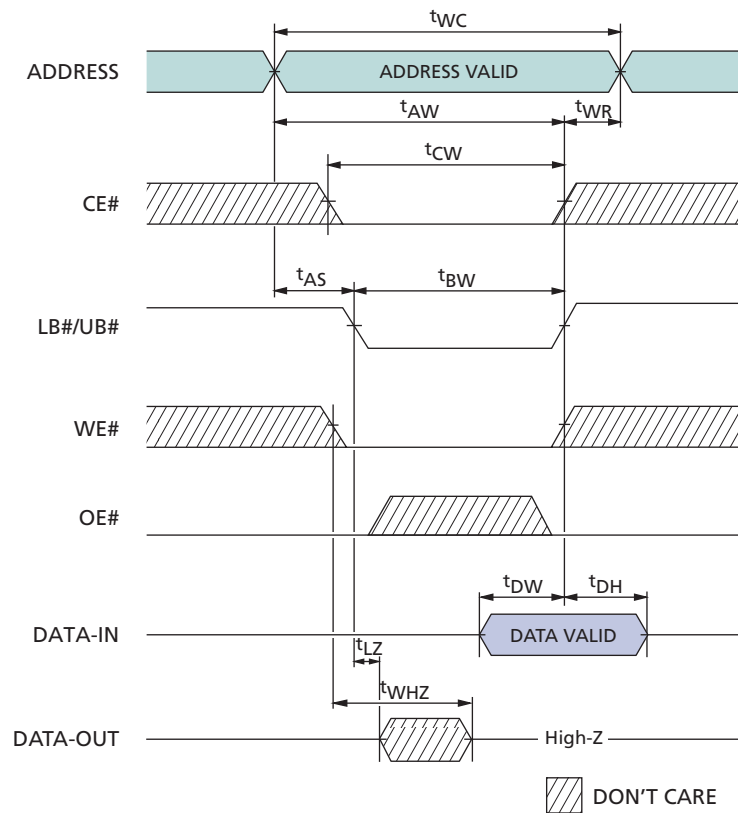 tWC
ADDRESS
ADDRESS VALID
tAW
tWR
tCW
CE#
tAS
tBW
LB#/UB#
WE#
OE#
tDW
tDH
DATA-IN
DATA VALID
tLZ
tWHZ
DATA-OUT
High-Z
DON'T CARE